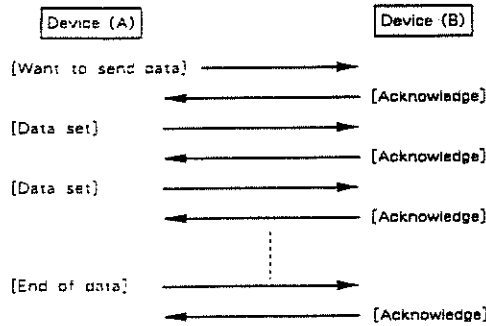 Device (A)
Device (B)
[Want to send data]
[Acknowledge]
[Data set]
[Acknowledge]
[Data set]
[Acknowledge]
[End of data]
[Acknowledge]